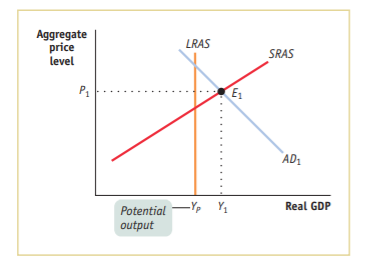 Aggregate
price
level
LRAS
SRAS
P1
E1
AD1
Potential
output
YP
Y1
Real GDP